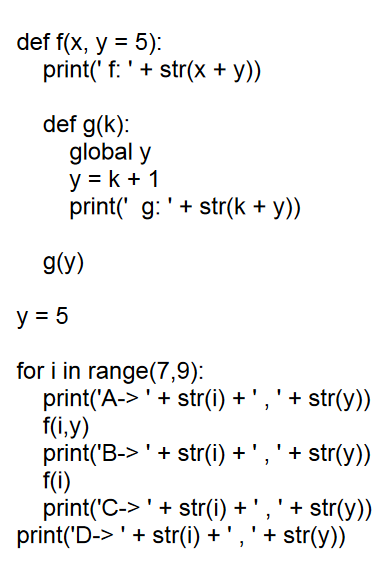 def f(x, y = 5):
    print(' f: ' + str(x + y))

    def g(k):
        global y
        y = k + 1
        print('  g: ' + str(k + y))

    g(y)

y = 5

for i in range(7,9):
    print('A-> ' + str(i) + ' , ' + str(y))
    f(i,y)
    print('B-> ' + str(i) + ' , ' + str(y))
    f(i)
    print('C-> ' + str(i) + ' , ' + str(y))
print('D-> ' + str(i) + ' , ' + str(y))